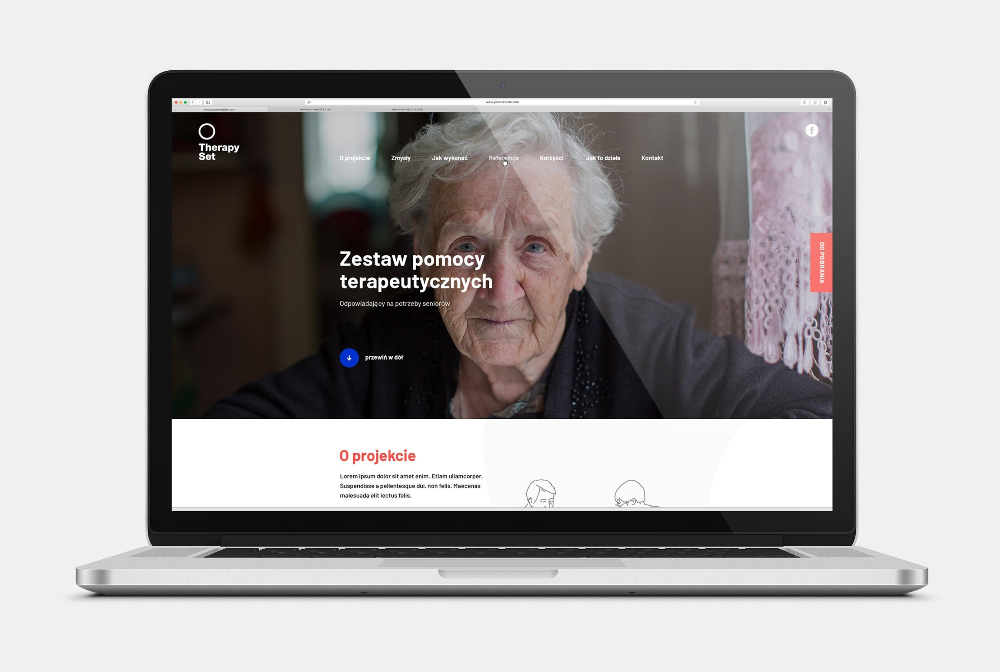 www.yourwebsite.com
www.yourwebsite.com
www.yourwebsite.com
www.yourwebsite.com
Therapy
Set
f
O projekcie
Zmysły
Jak wykonać
Referencje
Korzyści
Jak to działa
Kontakt
Zestaw pomocy
terapeutycznych
Odpowiadający na potrzeby seniorów
DO POBRANIA
przewiń w dół
O projekcie
Lorem ipsum dolor sit amet enim. Etiam ullamcorper.
Suspendisse a pellentesque dui, non felis. Maecenas
malesuada elit lectus felis.